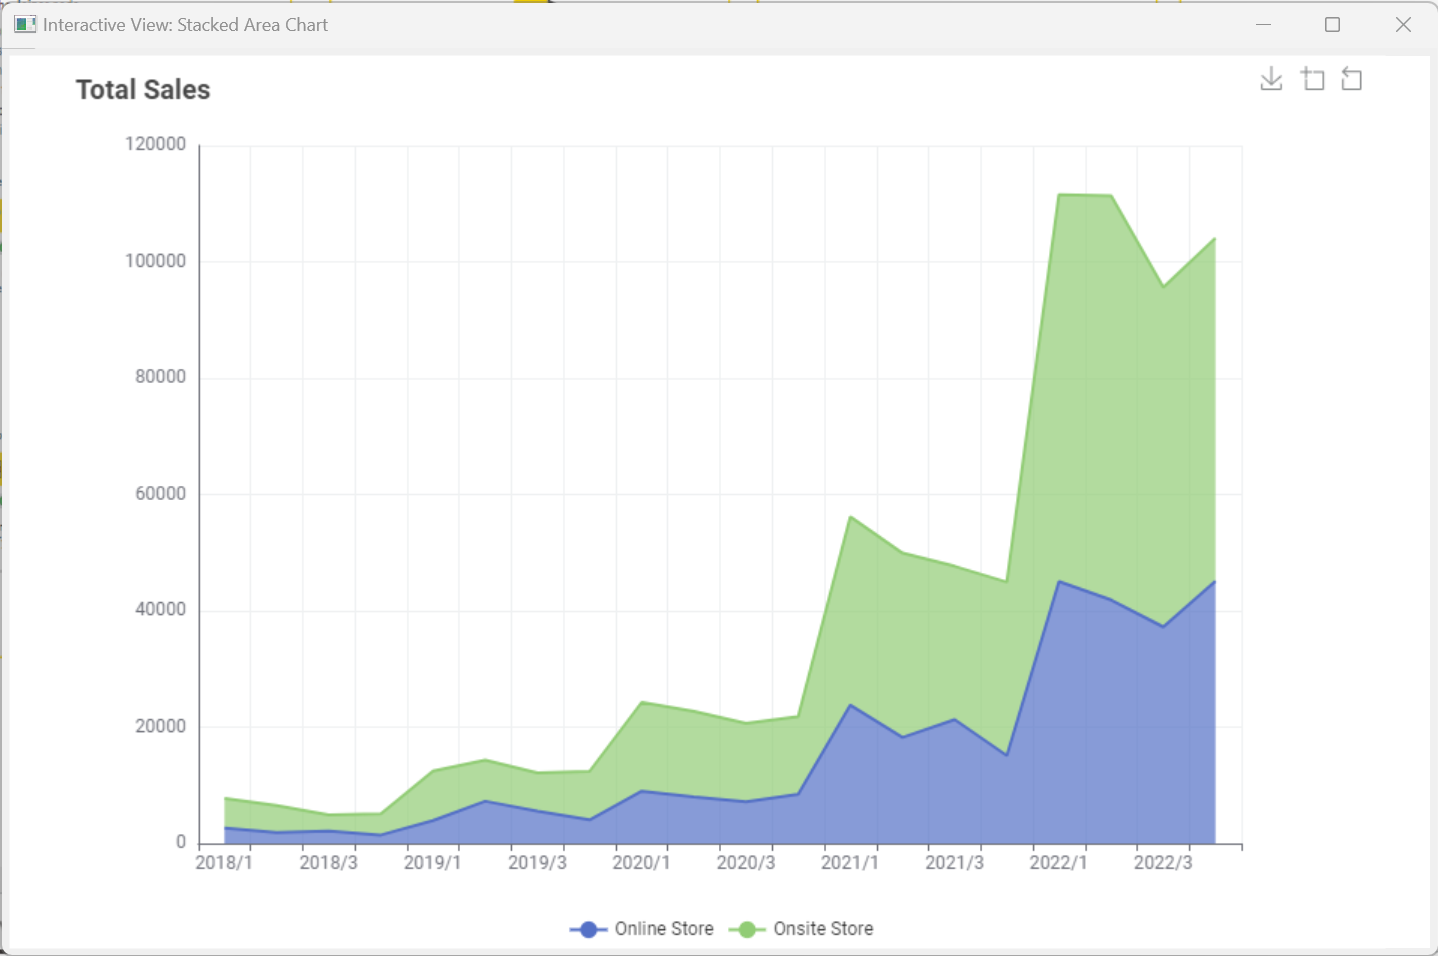 Interactive View: Stacked Area Chart
Total Sales
120000
100000
80000
60000
40000
20000
0
2018/1 2018/3 2019/1 2019/3 2020/1 2020/3 2021/1 2021/3 2022/1 2022/3
Online Store Onsite Store